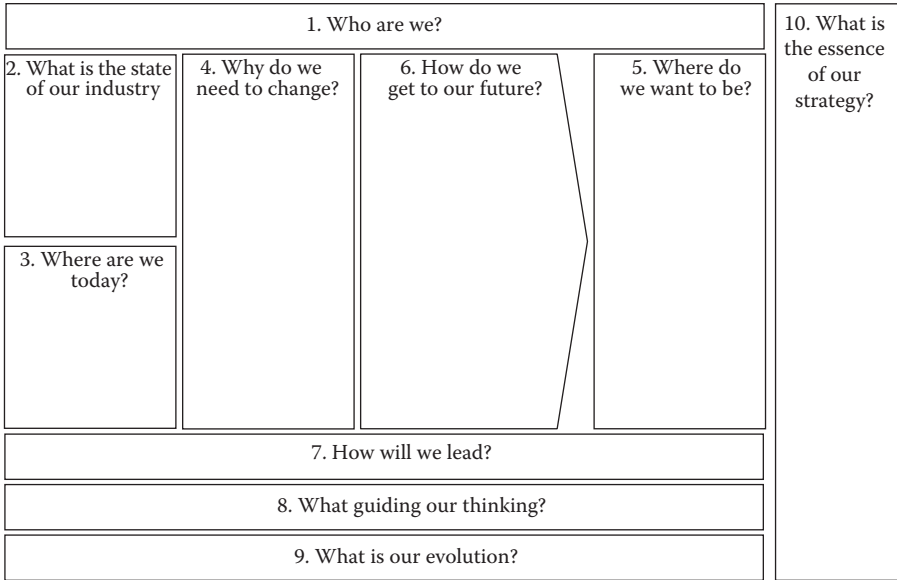 1. Who are we?
2. What is the state
of our industry
3. Where are we
today?
4. Why do we
need to change?
6. How do we
get to our future?
5. Where do
we want to be?
7. How will we lead?
8. What guiding our thinking?
9. What is our evolution?
10. What is
the essence
of our
strategy?